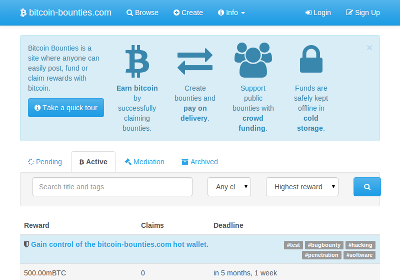 bitcoin-bounties.com Browse Create Info Login Sign Up
Bitcoin Bounties is a
site where anyone can
easily post, fund or
claim rewards with
bitcoin.
Take a quick tour
Earn bitcoin
by
successfully
claiming
bounties.
Create
bounties and
pay on
delivery.
Support
public
bounties with
crowd
funding.
Funds are
safely kept
offline in
cold
storage.
×
Pending Active Mediation Archived
Search title and tags Any cl Highest reward
Reward Claims Deadline
Gain control of the bitcoin-bounties.com hot wallet. #test #bugbounty #hacking
#penetration #software
500.00mBTC 0 in 5 months, 1 week